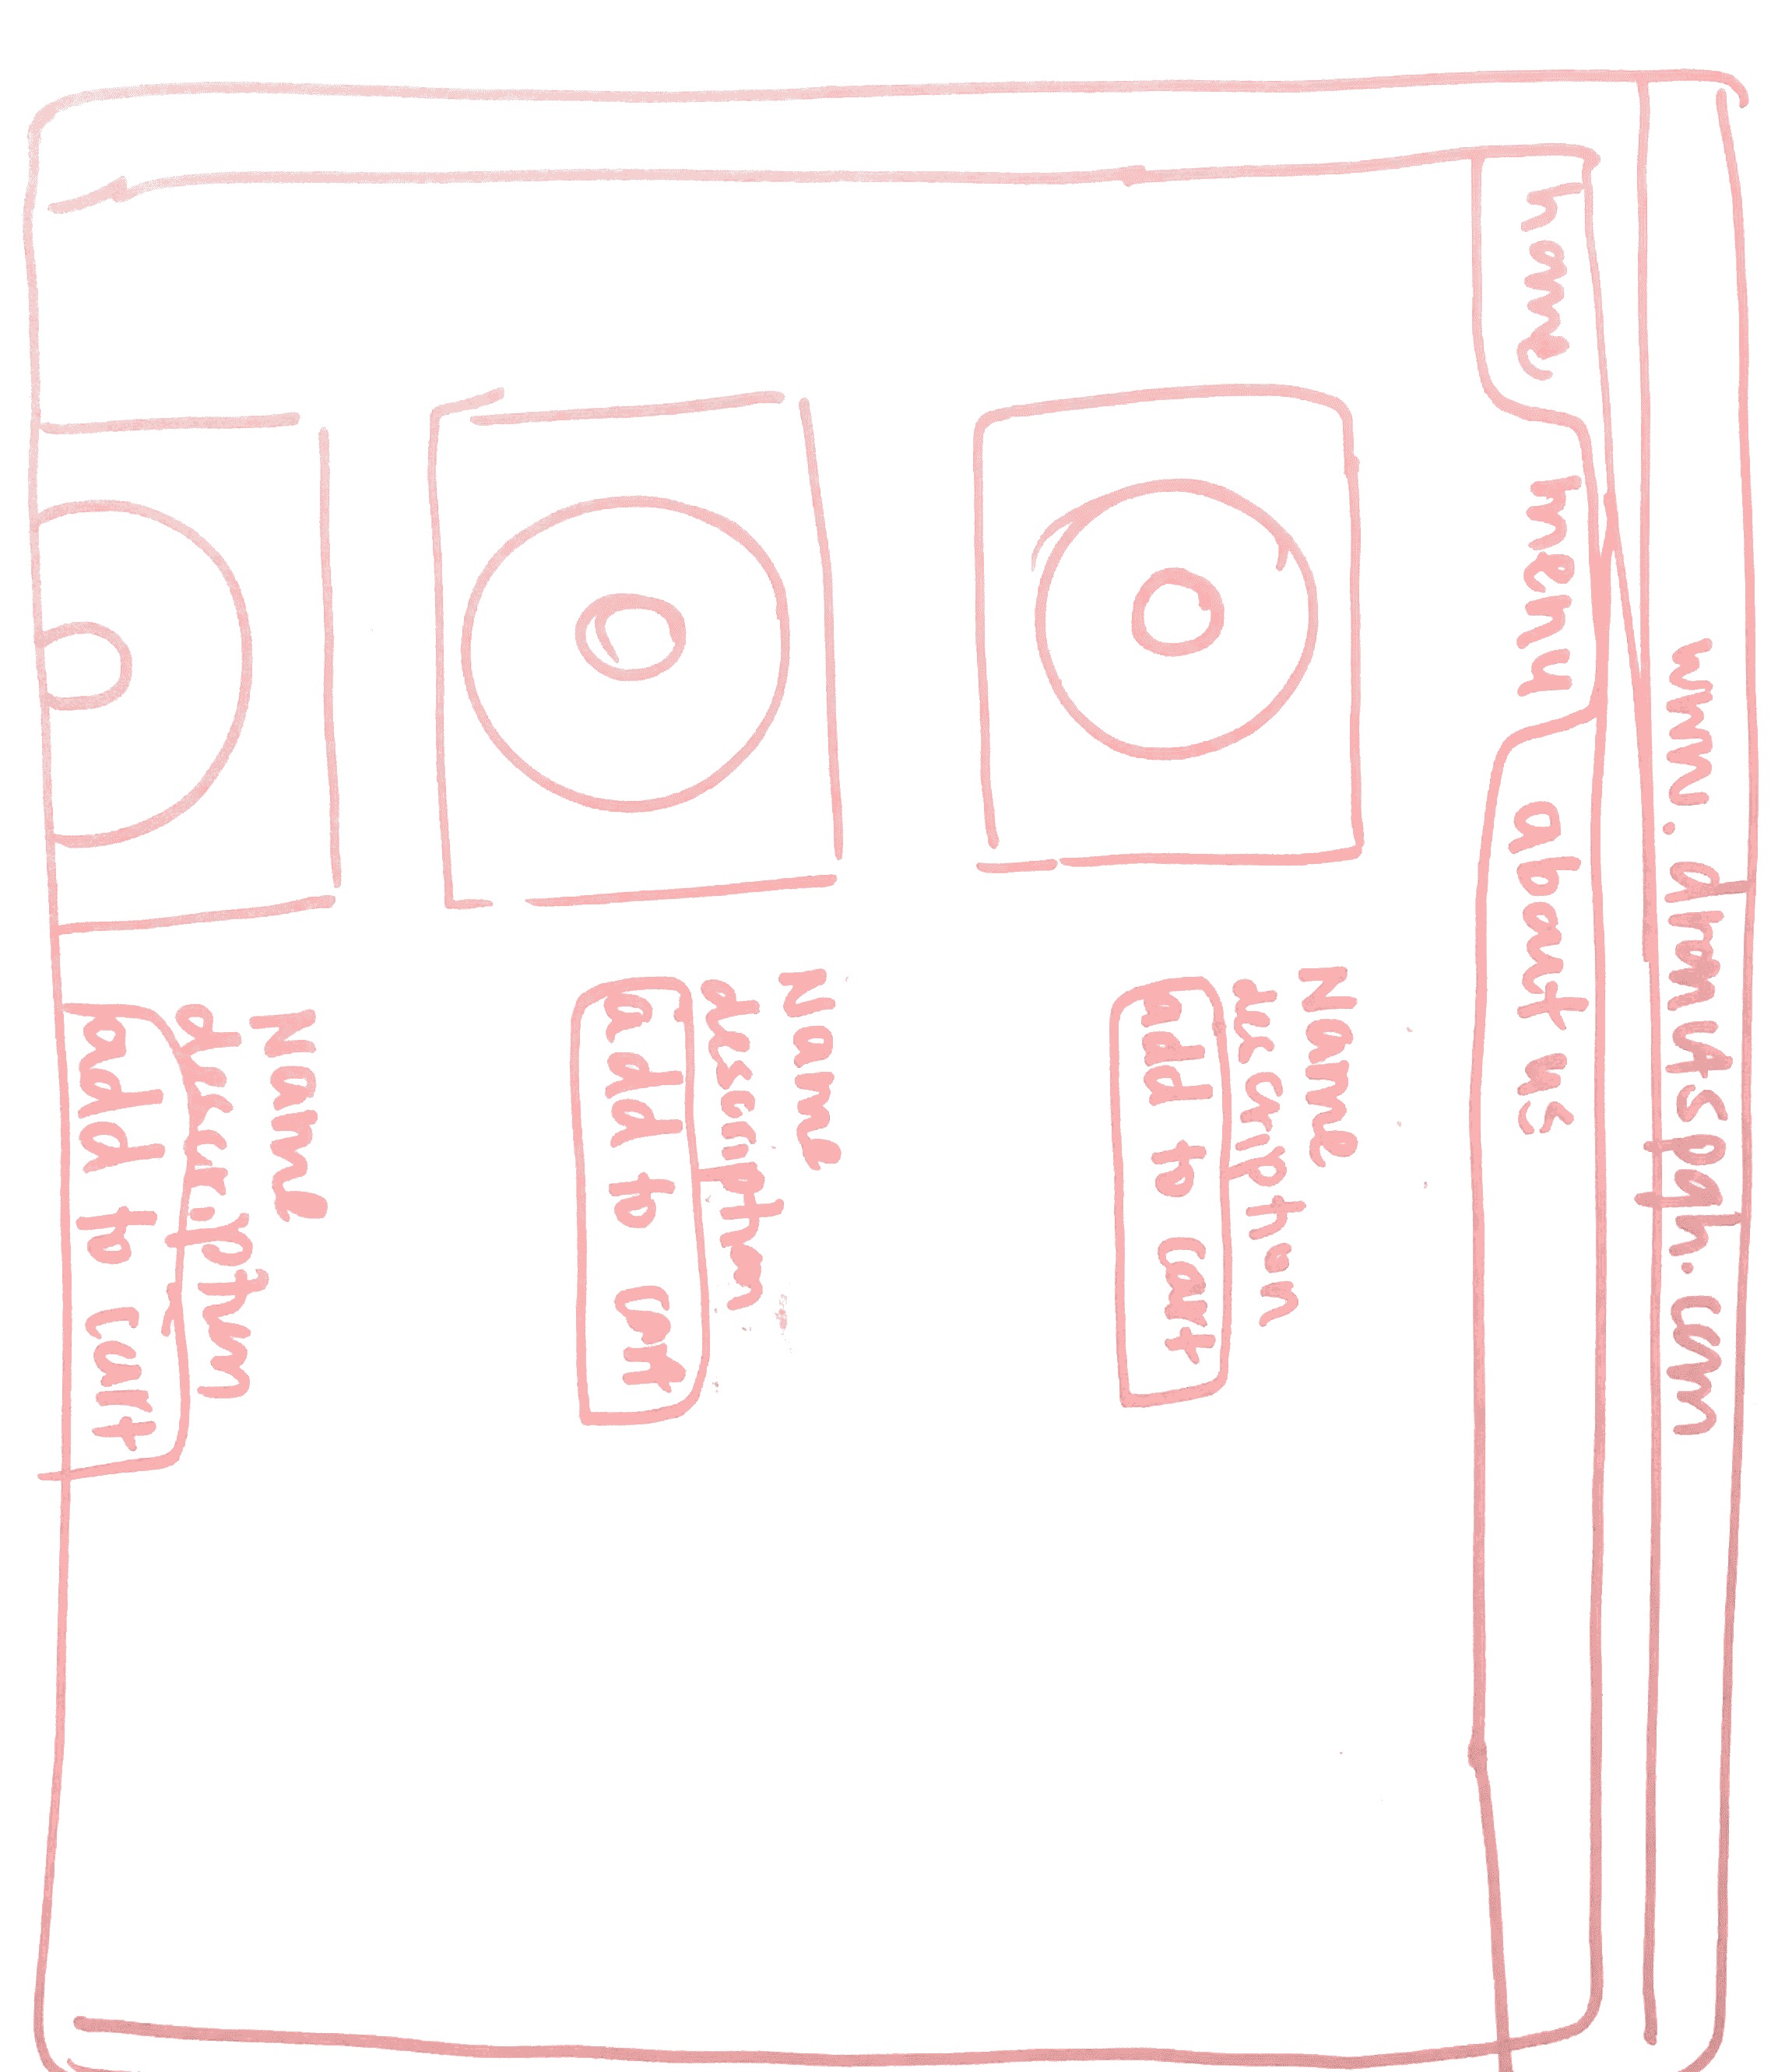 www.donutspgh.com
home menu about us
Name
description
add to cart
Name
description
add to cart
Name
description
add to cart